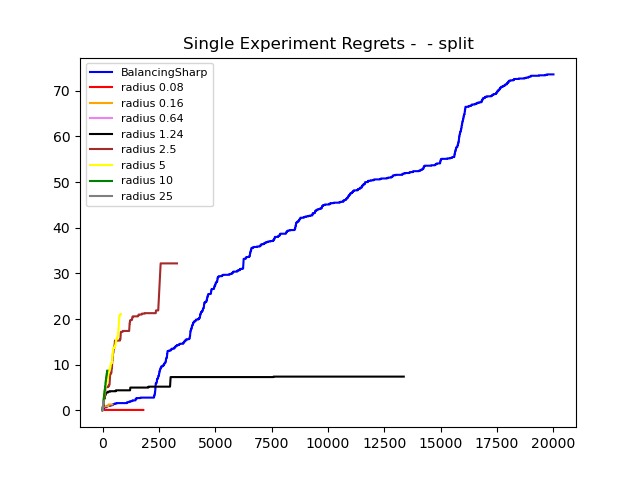 Single Experiment Regrets -  - split
BalancingSharp
radius 0.08
radius 0.16
radius 0.64
radius 1.24
radius 2.5
radius 5
radius 10
radius 25
70
60
50
40
30
20
10
0
0 2500 5000 7500 10000 12500 15000 17500 20000